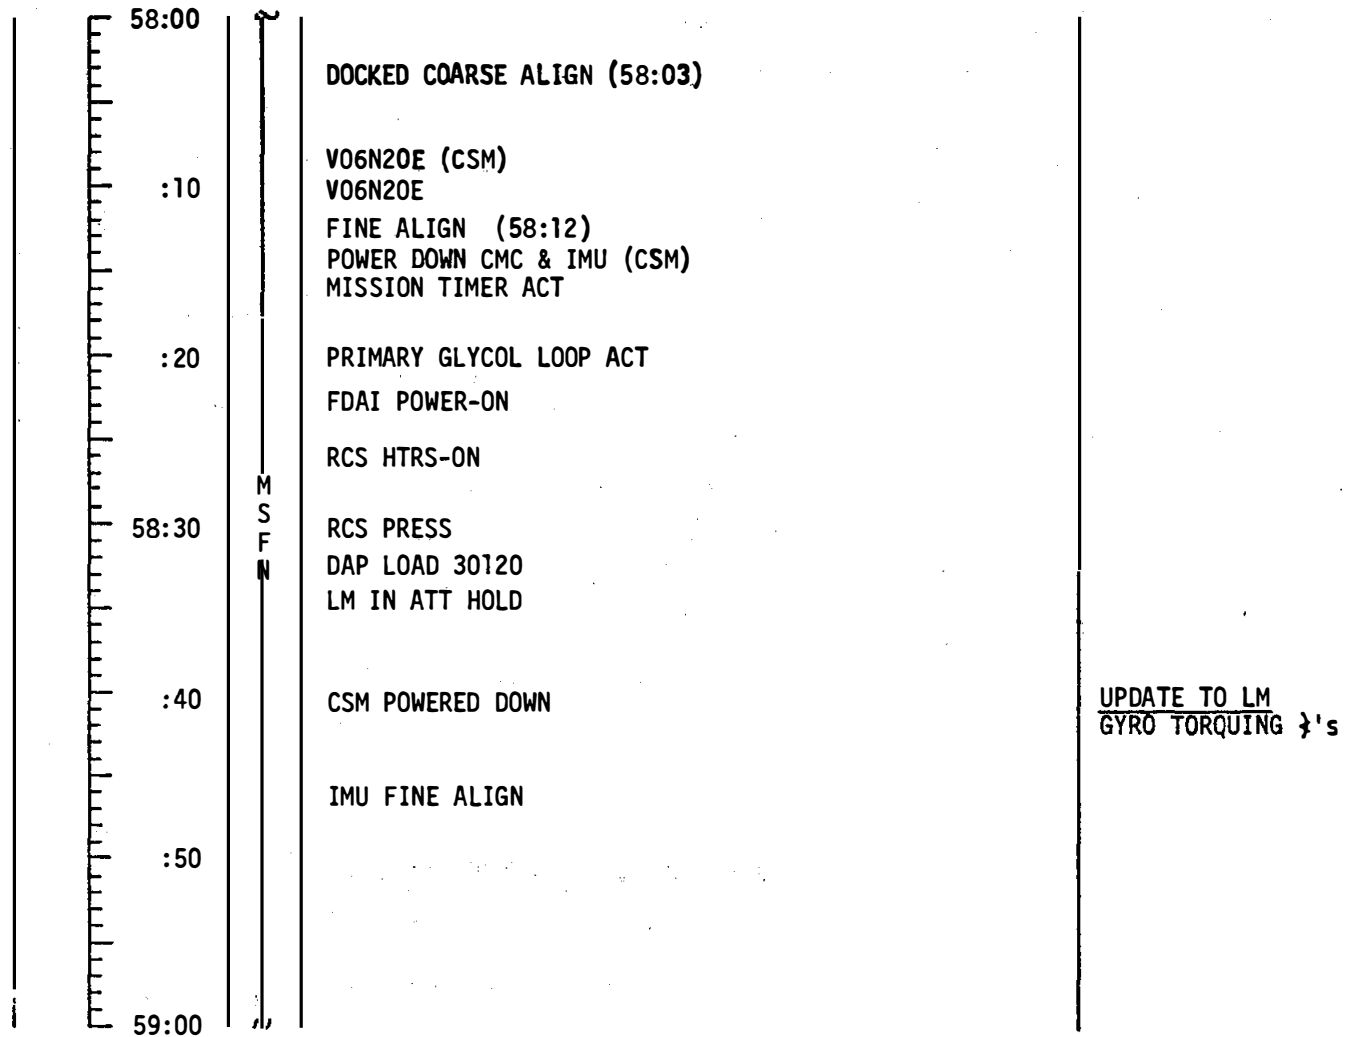 58:00
DOCKED COARSE ALIGN (58:03)
V06N20E (CSM)
:10
V06N20E
FINE ALIGN (58:12)
POWER DOWN CMC & IMU (CSM)
MISSION TIMER ACT
:20
PRIMARY GLYCOL LOOP ACT
FDAI POWER-ON
RCS HTRS-ON
M
S
F
N
58:30
RCS PRESS
DAP LOAD 30120
LM IN ATT HOLD
:40
CSM POWERED DOWN
UPDATE TO LM
GYRO TORQUING ∠'s
IMU FINE ALIGN
:50
59:00